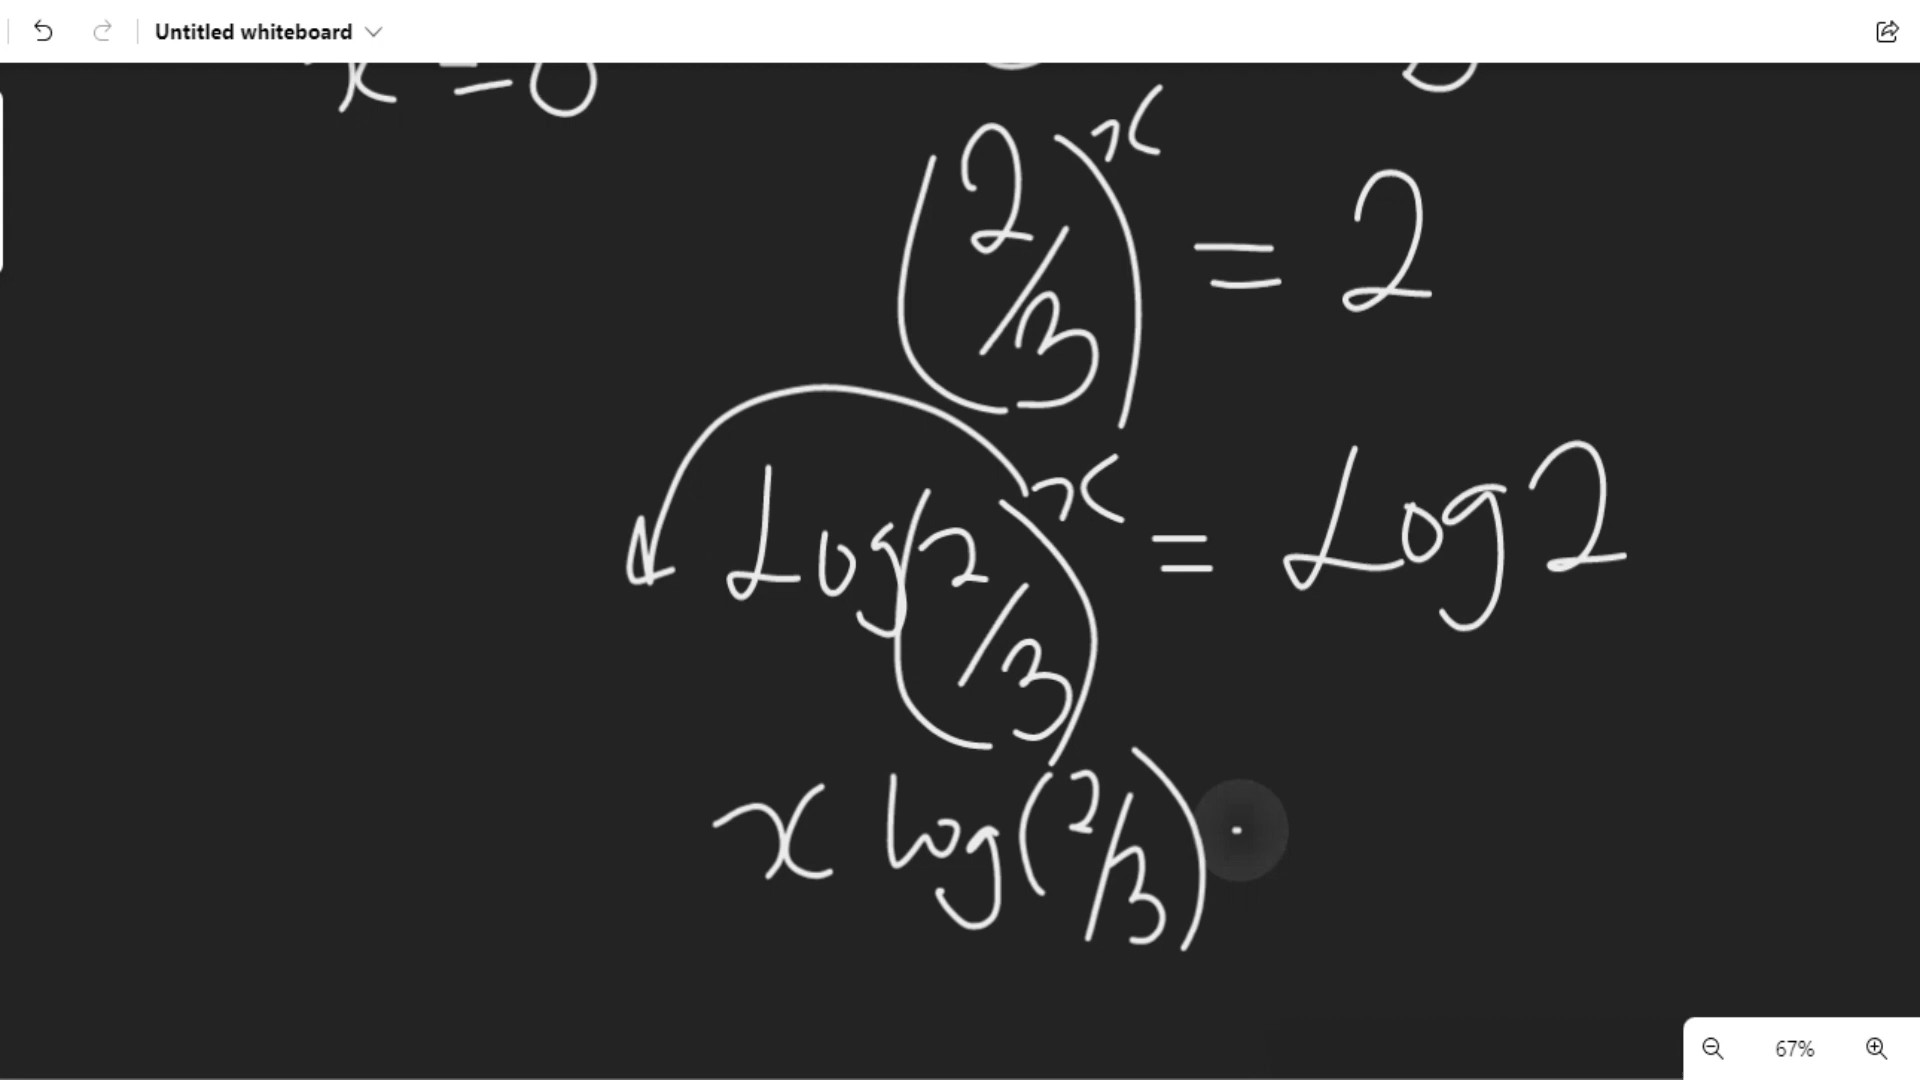 Untitled whiteboard
x = 0
(2/3)^x = 2
Log(2/3)^x = Log2
x log(2/3)
67%